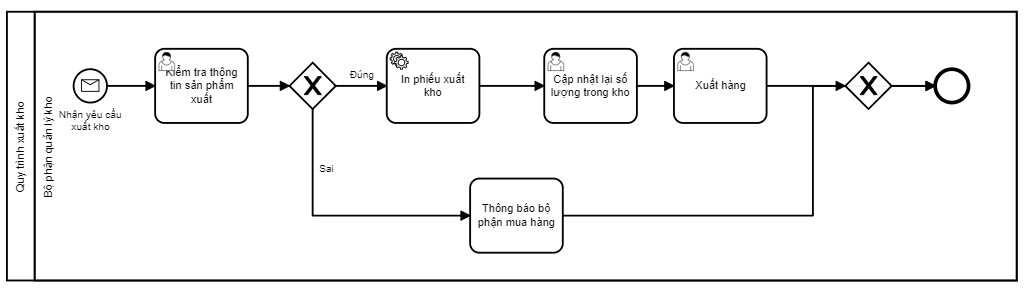 Quy trình xuất kho
Bộ phận quản lý kho
Nhận yêu cầu
xuất kho
Kiểm tra thông
tin sản phẩm
xuất
Đúng
In phiếu xuất
kho
Cập nhật lại số
lượng trong kho
Xuất hàng
Sai
Thông báo bộ
phận mua hàng